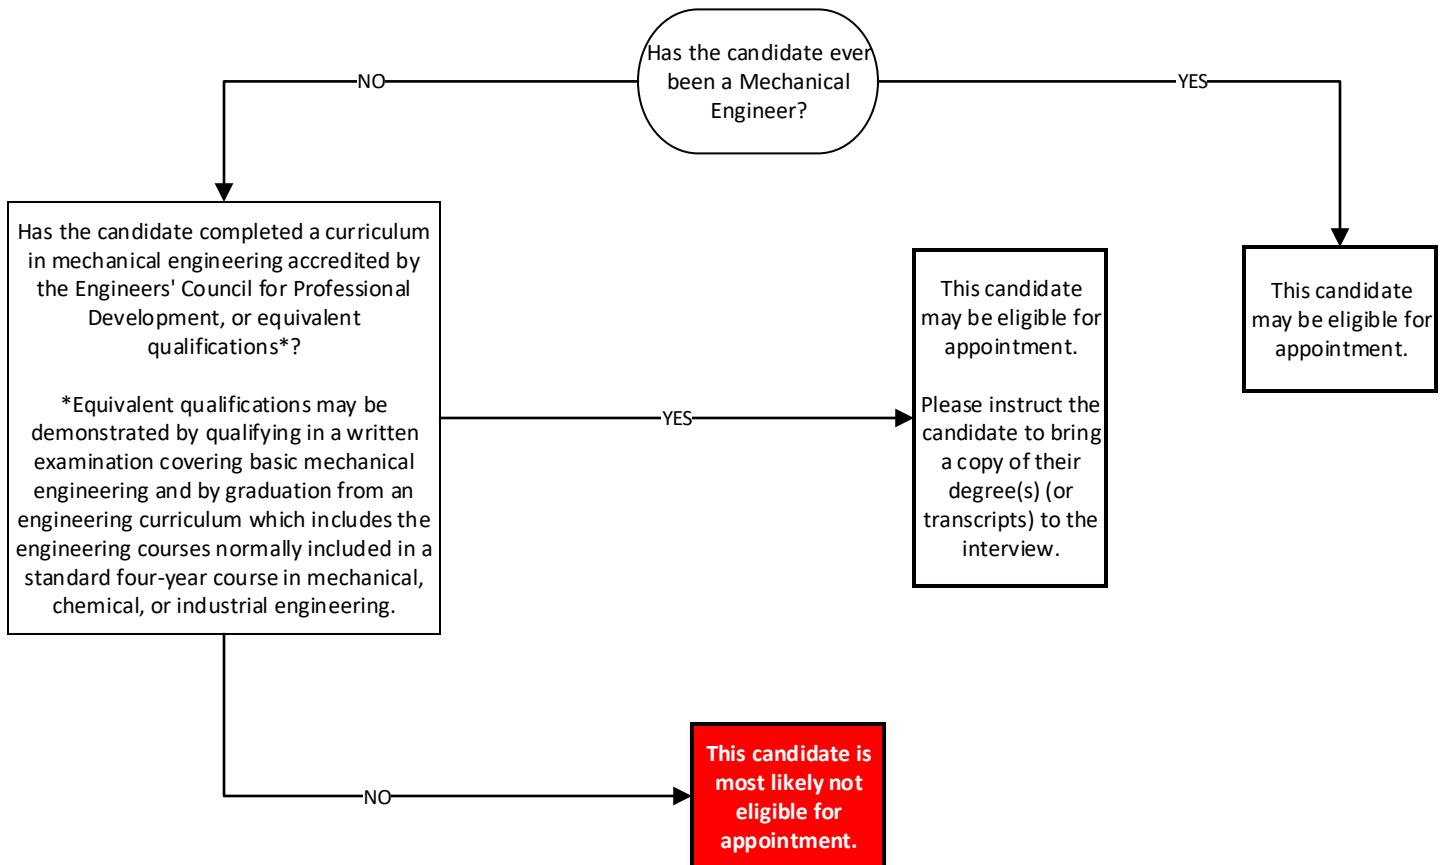 Has the candidate ever
been a Mechanical
Engineer?
NO
YES
Has the candidate completed a curriculum
in mechanical engineering accredited by
the Engineers' Council for Professional
Development, or equivalent
qualifications*?
*Equivalent qualifications may be
demonstrated by qualifying in a written
examination covering basic mechanical
engineering and by graduation from an
engineering curriculum which includes the
engineering courses normally included in a
standard four-year course in mechanical,
chemical, or industrial engineering.
YES
This candidate
may be eligible for
appointment.
Please instruct the
candidate to bring
a copy of their
degree(s) (or
transcripts) to the
interview.
This candidate
may be eligible for
appointment.
NO
This candidate is
most likely not
eligible for
appointment.